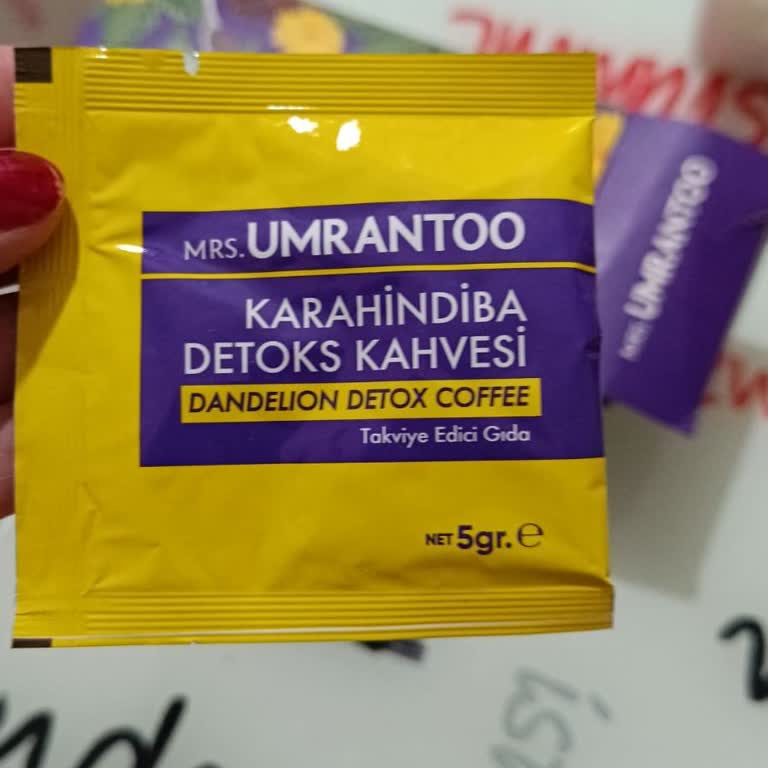 MRS. UMRANTOO
KARAHİNDİBA
DETOKS KAHVESİ
DANDELION DETOX COFFEE
Takviye Edici Gıda
NET 5gr. ℮
MRS. UMRANTOO